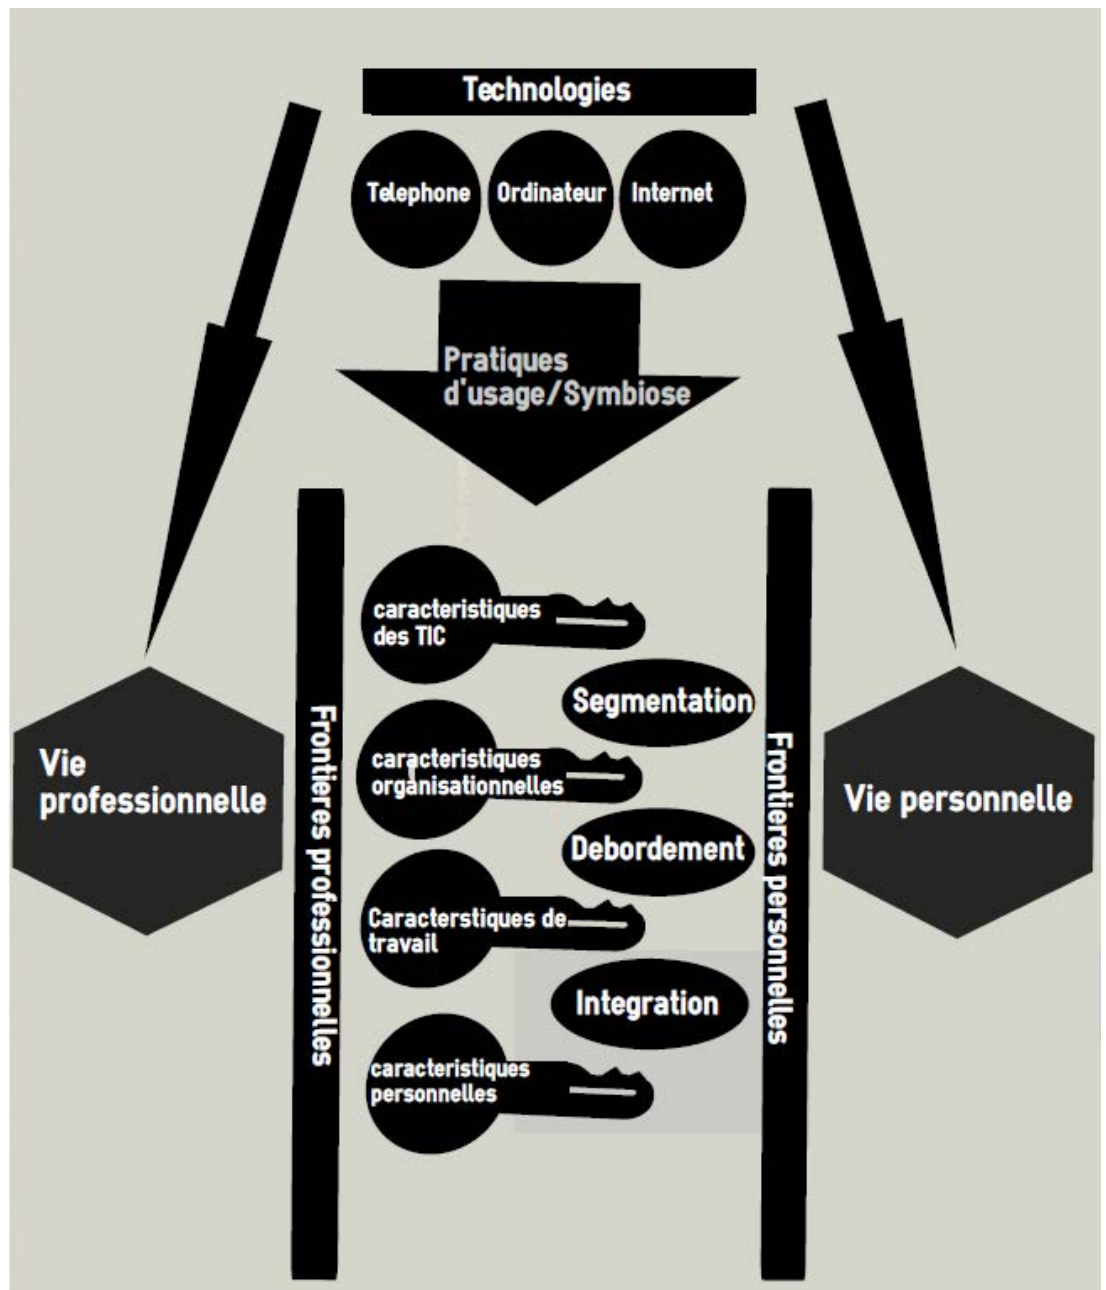 Technologies
Telephone
Ordinateur
Internet
Pratiques
d'usage/Symbiose
caracteristiques
des TIC
Segmentation
caracteristiques
organisationnelles
Debordement
Caracterstiques de
travail
Integration
caracteristiques
personnelles
Vie
professionnelle
Frontieres professionnelles
Frontieres personnelles
Vie personnelle